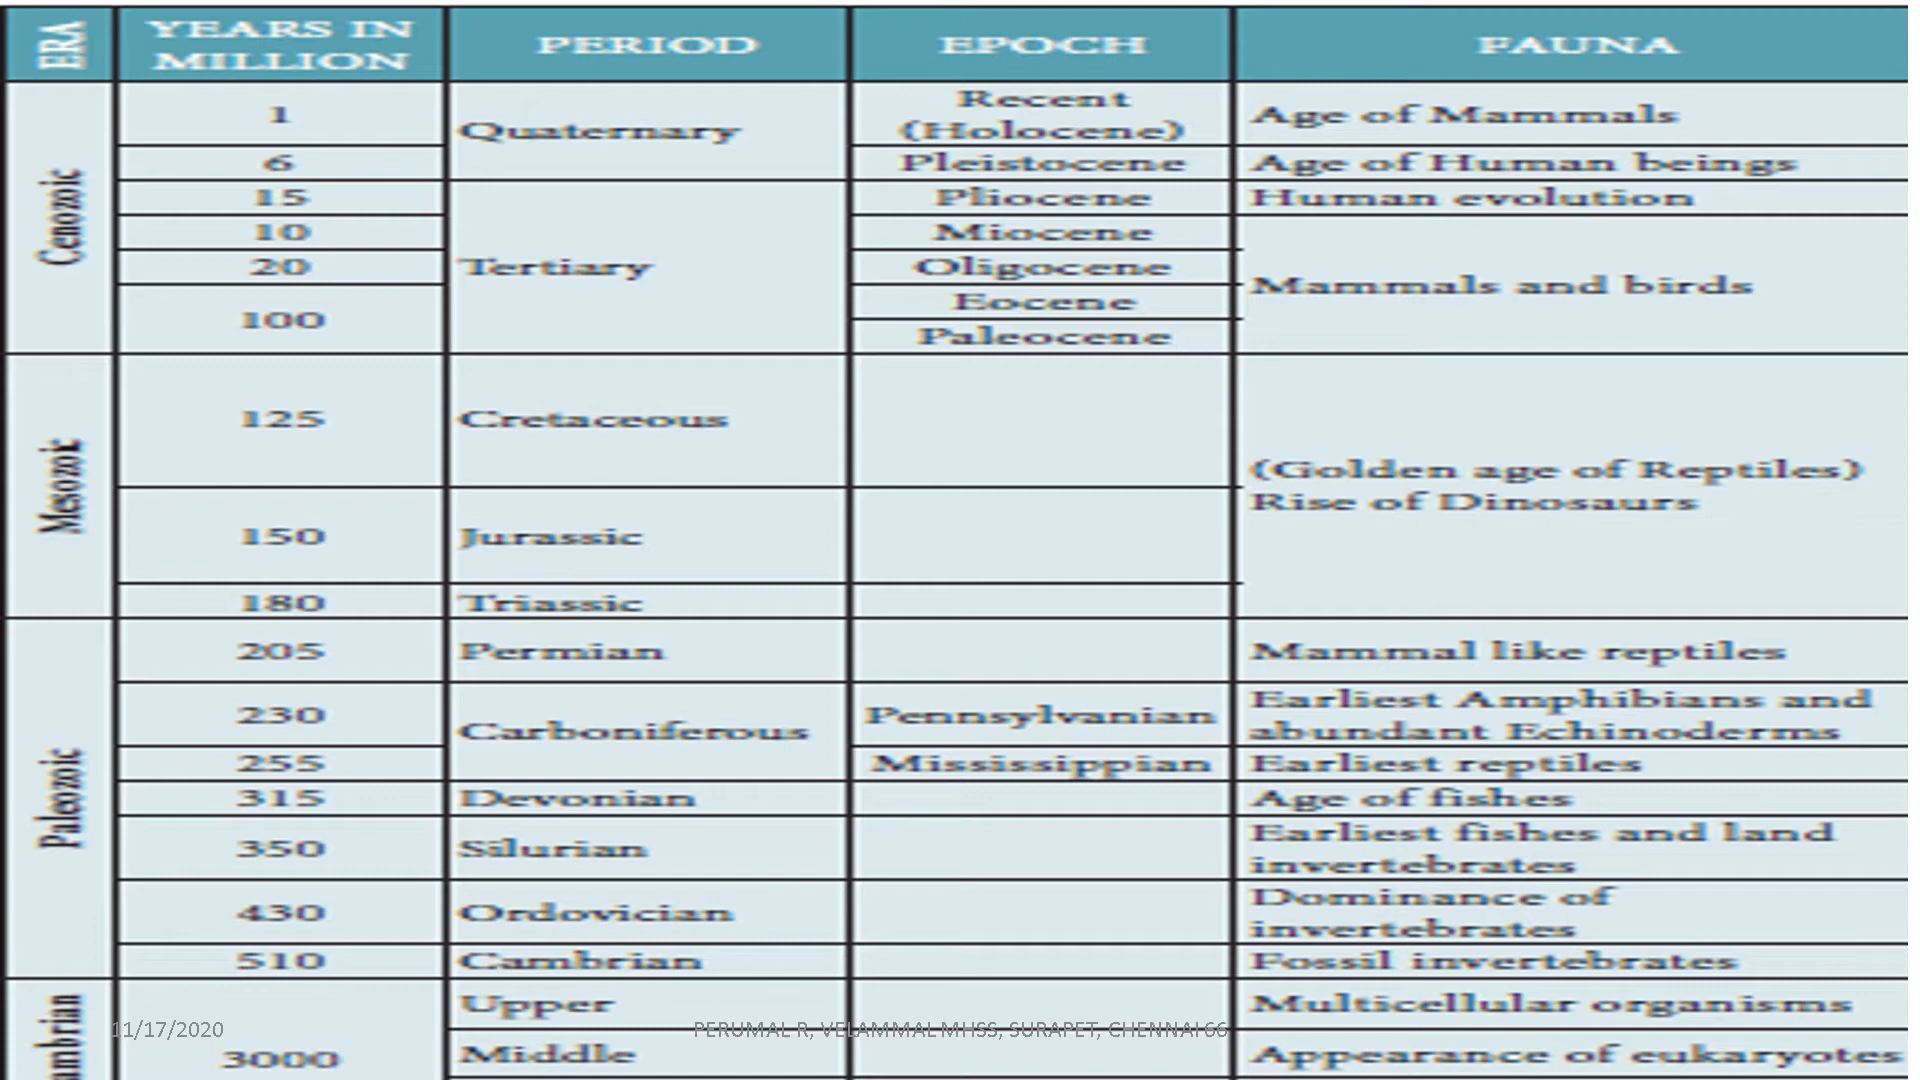 ERA YEARS IN MILLION PERIOD EPOCH FAUNA
Cenozoic
1 Quaternary Recent (Holocene) Age of Mammals
6 Pleistocene Age of Human beings
15 Tertiary Pliocene Human evolution
10 Miocene Mammals and birds
20 Oligocene
100 Eocene
Paleocene
Mesozoic
125 Cretaceous (Golden age of Reptiles)
Rise of Dinosaurs
150 Jurassic
180 Triassic
Paleozoic
205 Permian Mammal like reptiles
230 Carboniferous Pennsylvanian Earliest Amphibians and
abundant Echinoderms
255 Mississippian Earliest reptiles
315 Devonian Age of fishes
350 Silurian Earliest fishes and land
invertebrates
430 Ordovician Dominance of
invertebrates
510 Cambrian Fossil invertebrates
ambrian
Upper Multicellular organisms
11/17/2020 PERUMAL R, VELAMMAL MHSS, SURAPET, CHENNAI 66
3000 Middle Appearance of eukaryotes